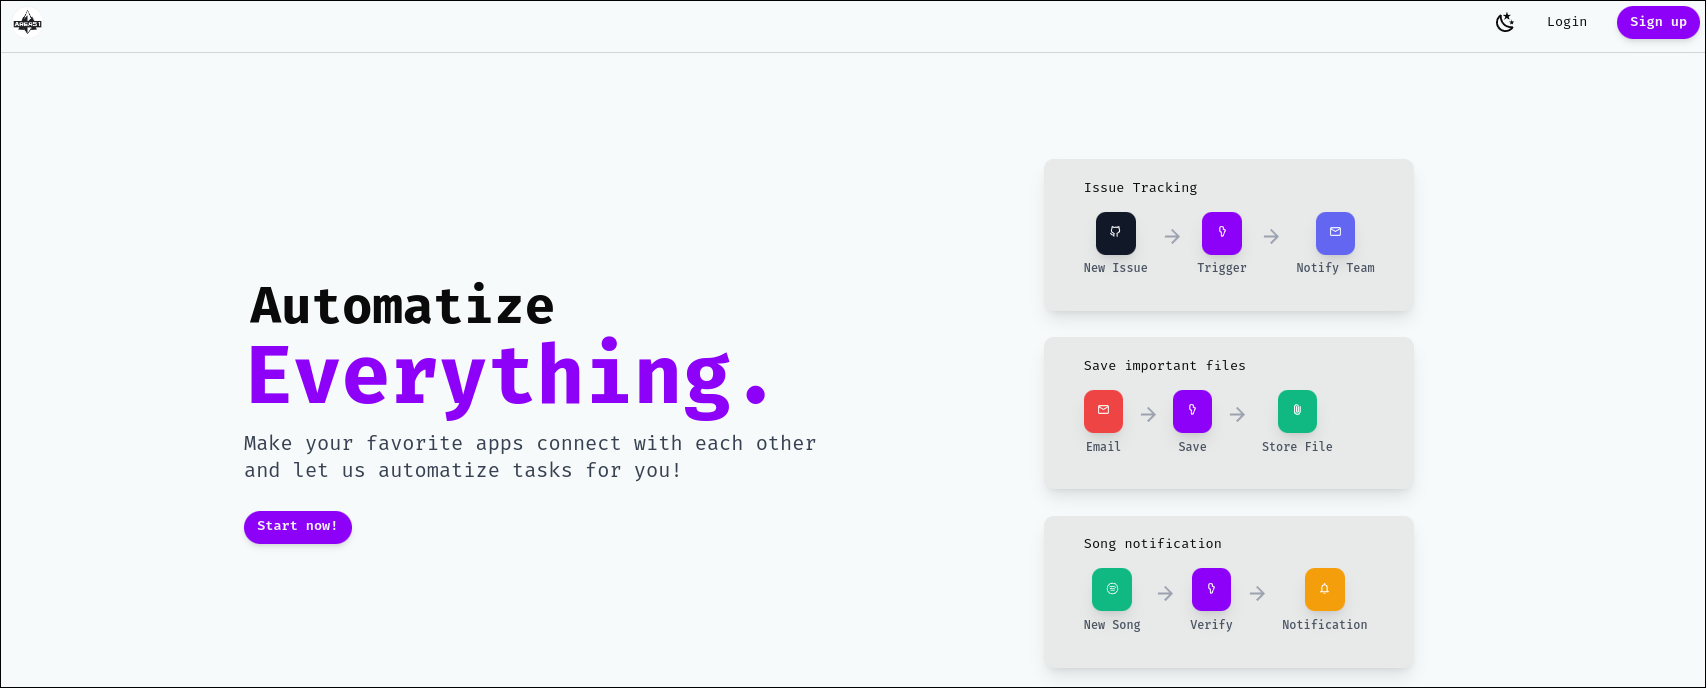 AREA51
Login
Sign up
Automatize
Everything.
Make your favorite apps connect with each other
and let us automatize tasks for you!
Start now!
Issue Tracking
New Issue
Trigger
Notify Team
Save important files
Email
Save
Store File
Song notification
New Song
Verify
Notification